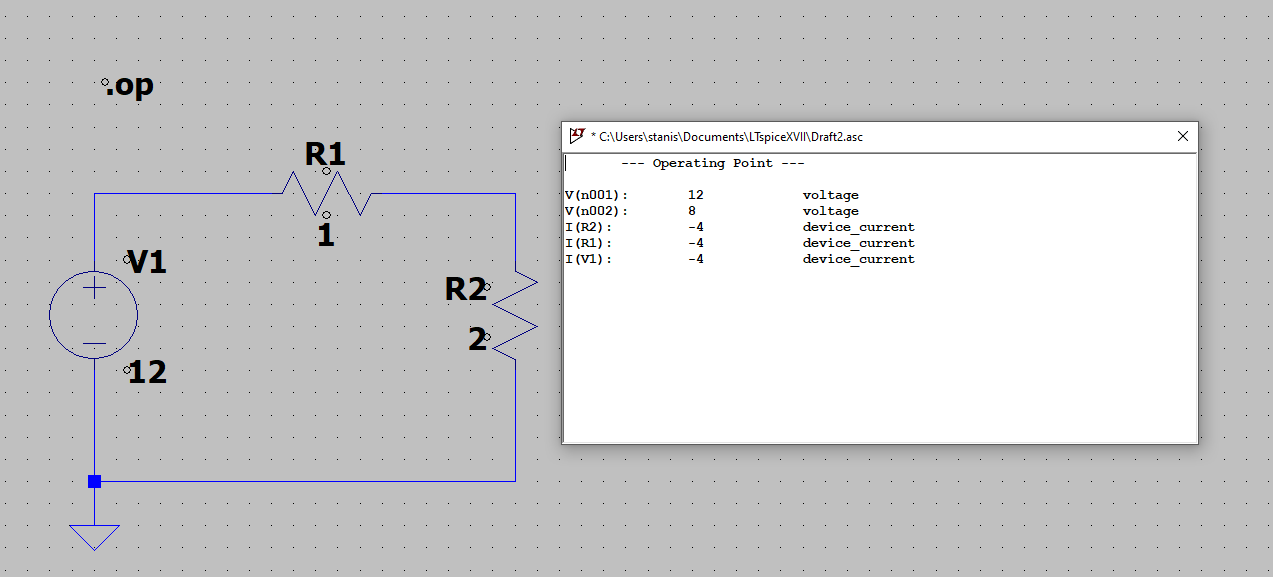 .op
R1
1
V1
12
R2
2
* C:\Users\stanis\Documents\LTspiceXVII\Draft2.asc
--- Operating Point ---
V(n001): 12 voltage
V(n002): 8 voltage
I(R2): -4 device_current
I(R1): -4 device_current
I(V1): -4 device_current